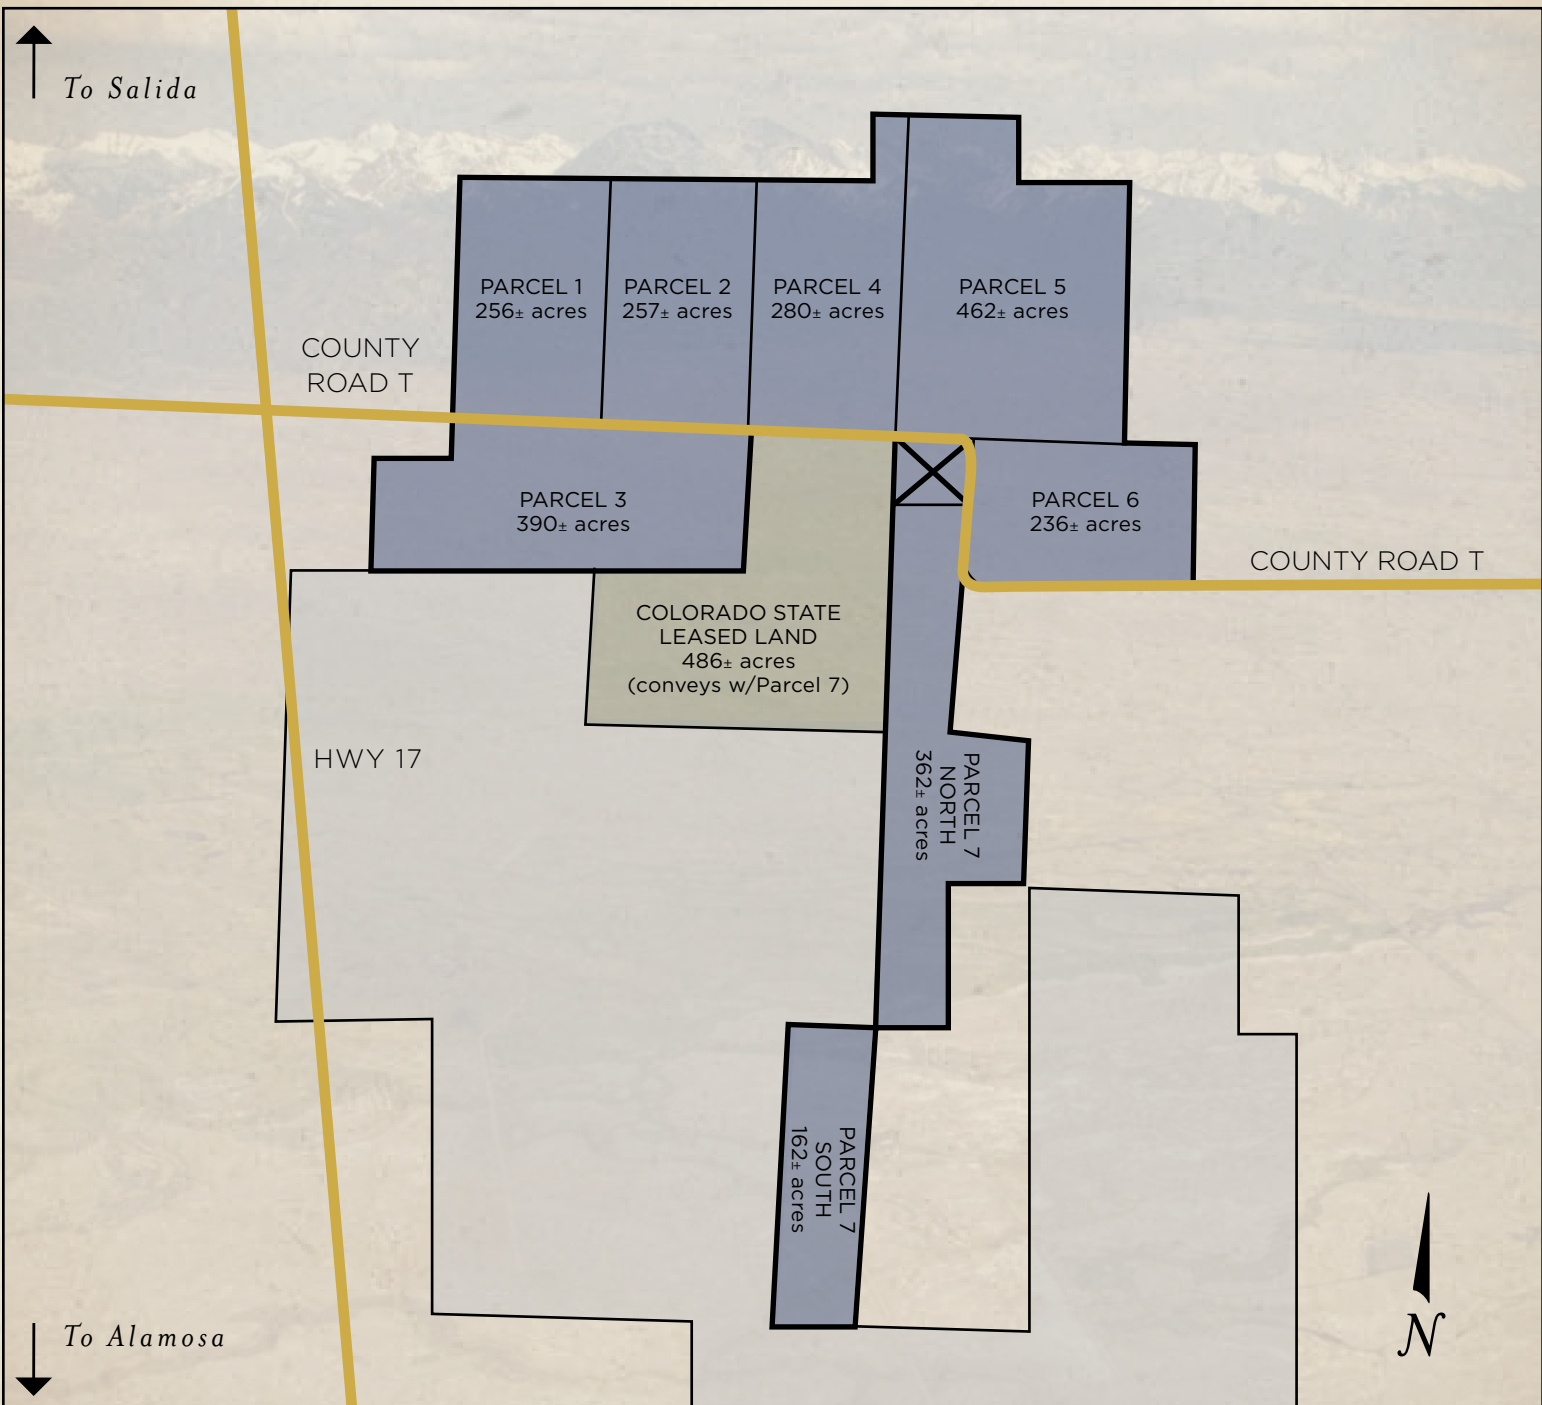 To Salida
PARCEL 1
256± acres
PARCEL 2
257± acres
PARCEL 4
280± acres
PARCEL 5
462± acres
COUNTY
ROAD T
PARCEL 3
390± acres
PARCEL 6
236± acres
COUNTY ROAD T
COLORADO STATE
LEASED LAND
486± acres
(conveys w/Parcel 7)
HWY 17
PARCEL 7
NORTH
362± acres
PARCEL 7
SOUTH
162± acres
To Alamosa
N